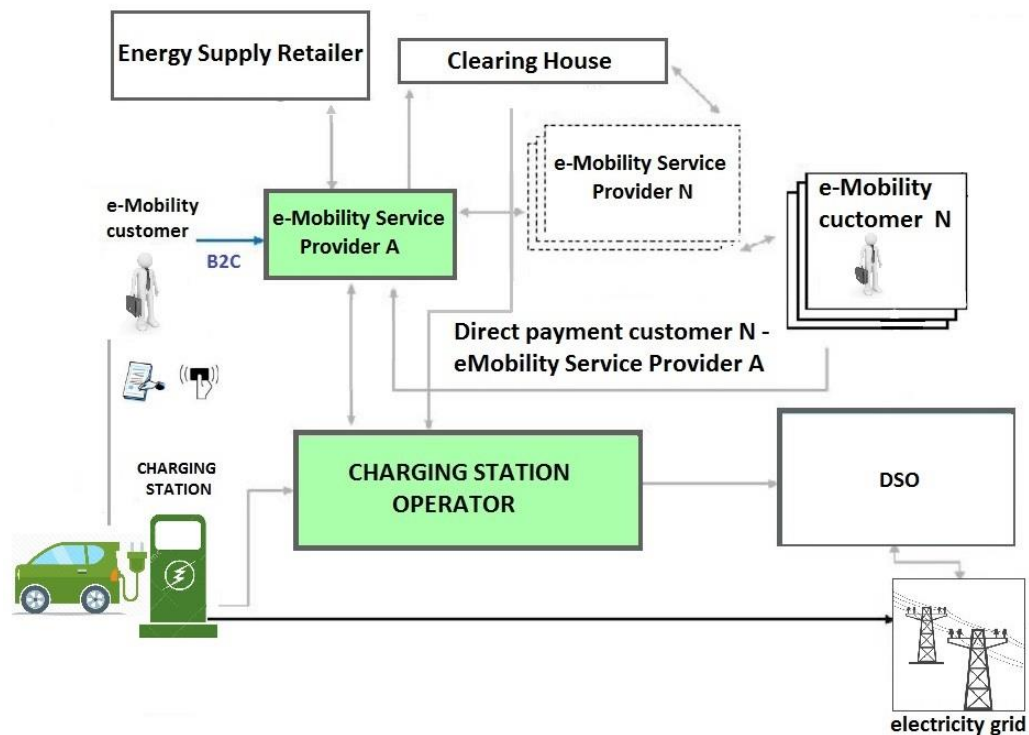 Energy Supply Retailer
Clearing House
e-Mobility Service
Provider N
e-Mobility
cuctomer N
e-Mobility
customer
e-Mobility Service
Provider A
B2C
Direct payment customer N -
eMobility Service Provider A
CHARGING
STATION
CHARGING STATION
OPERATOR
DSO
electricity grid